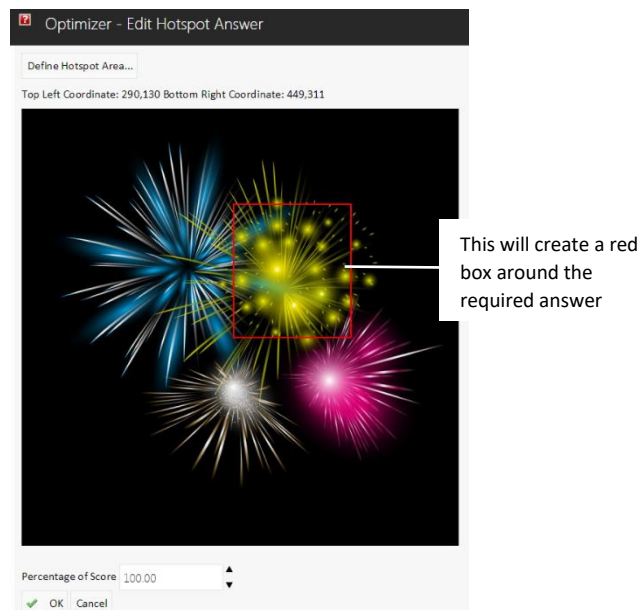 Optimizer - Edit Hotspot Answer
Define Hotspot Area...
Top Left Coordinate: 290,130 Bottom Right Coordinate: 449,311
This will create a red
box around the
required answer
Percentage of Score 100.00
OK Cancel